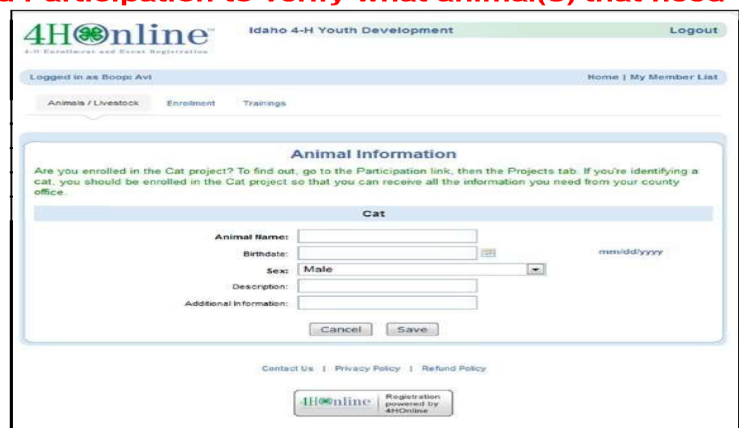 d Participation to verify what animal(s) that need
4HOnline™ Idaho 4-H Youth Development Logout
4-H Enrollment and Event Registration
Logged in as Boop: Avi Home | My Member List
Animals / Livestock Enrollment Trainings
Animal Information
Are you enrolled in the Cat project? To find out, go to the Participation link, then the Projects tab. If you're identifying a
cat, you should be enrolled in the Cat project so that you can receive all the information you need from your county
office.
Cat
Animal Name:
Birthdate: mm/dd/yyyy
Sex: Male
Description:
Additional Information:
Cancel Save
Contact Us | Privacy Policy | Refund Policy
4HOnline Registration
powered by
4HOnline